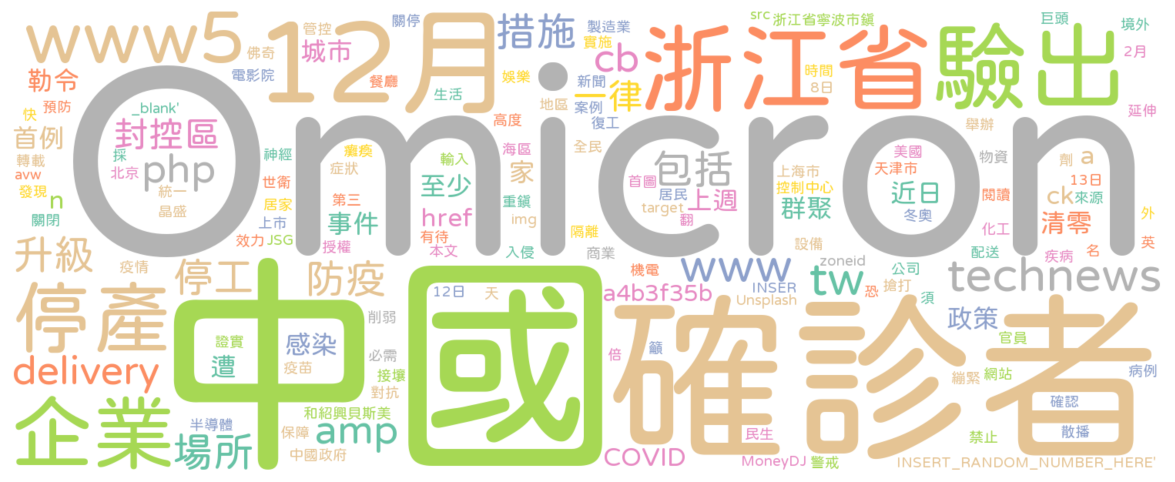 www5
12月
關停
措施
製造業
src
浙江省寧波市鎮
巨頭
境外
佛奇
管控
城市
電影院
勒令
餐廳
生活
娛樂
實施
cb
新聞
一律
案例
復工
地區
浙江省
時間
8日
驗出
2月
延伸
預防
快
_blank'
首例
封控區
高度
Omicron
轉載
採
php
神經
癱瘓
症狀
輸入
海區
全民
家
包括
舉辦
美國
物資
劑
a
avw
北京
統一
世衛
至少
首圖
居民
上海市
天津市
13日
發現
n
晶盛
居家
第三
重鎮
target
上週
控制中心
近日
閱讀
ck
來源
關閉
上市
事件
href
img
翻
群聚
冬奧
清零
外
效力
JSG
授權
有待
本文
入侵
隔離
商業
設備
化工
配送
疾病
名
英
升級
疫情
停工
防疫
機電
www
zoneid
公司
technews
停產
中國
12日
天
a4b3f35b
INSER
Unsplash
tw
恐
搶打
須
削弱
政策
官員
證實
感染
遭
疫苗
必需
接壤
對抗
倍
籲
確診者
繃緊
網站
病例
delivery
企業
半導體
和紹興貝斯美
場所
保障
amp
中國政府
民生
確認
散播
禁止
COVID
MoneyDJ
警戒
INSERT_RANDOM_NUMBER_HERE'